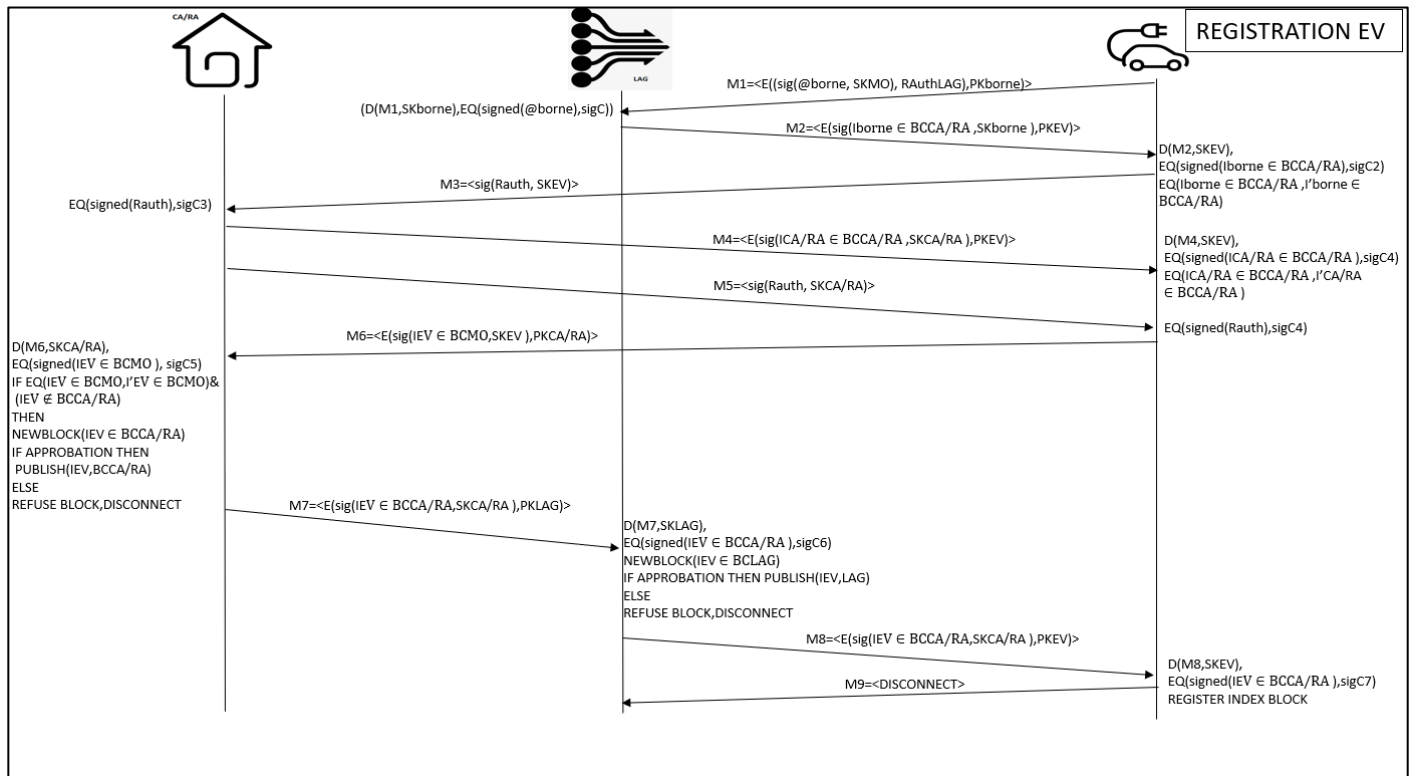 CA/RA
LAG
REGISTRATION EV
M1=<E((sig(@borne, SKMO), RAuthLAG),PKborne)>
(D(M1,SKborne),EQ(signed(@borne),sigC))
M2=<E(sig(Iborne ∈ BCCA/RA ,SKborne ),PKEV)>
D(M2,SKEV),
EQ(signed(Iborne ∈ BCCA/RA),sigC2)
EQ(Iborne ∈ BCCA/RA ,I'borne ∈
BCCA/RA)
M3=<sig(Rauth, SKEV)>
EQ(signed(Rauth),sigC3)
M4=<E(sig(ICA/RA ∈ BCCA/RA ,SKCA/RA ),PKEV)>
D(M4,SKEV),
EQ(signed(ICA/RA ∈ BCCA/RA ),sigC4)
EQ(ICA/RA ∈ BCCA/RA ,I'CA/RA
∈ BCCA/RA )
M5=<sig(Rauth, SKCA/RA)>
EQ(signed(Rauth),sigC4)
M6=<E(sig(IEV ∈ BCMO,SKEV ),PKCA/RA)>
D(M6,SKCA/RA),
EQ(signed(IEV ∈ BCMO ), sigC5)
IF EQ(IEV ∈ BCMO,I'EV ∈ BCMO)&
(IEV ∉ BCCA/RA)
THEN
NEWBLOCK(IEV ∈ BCCA/RA)
IF APPROBATION THEN
PUBLISH(IEV,BCCA/RA)
ELSE
REFUSE BLOCK,DISCONNECT
M7=<E(sig(IEV ∈ BCCA/RA,SKCA/RA ),PKLAG)>
D(M7,SKLAG),
EQ(signed(IEV ∈ BCCA/RA ),sigC6)
NEWBLOCK(IEV ∈ BCLAG)
IF APPROBATION THEN PUBLISH(IEV,LAG)
ELSE
REFUSE BLOCK,DISCONNECT
M8=<E(sig(IEV ∈ BCCA/RA,SKCA/RA ),PKEV)>
D(M8,SKEV),
EQ(signed(IEV ∈ BCCA/RA ),sigC7)
REGISTER INDEX BLOCK
M9=<DISCONNECT>